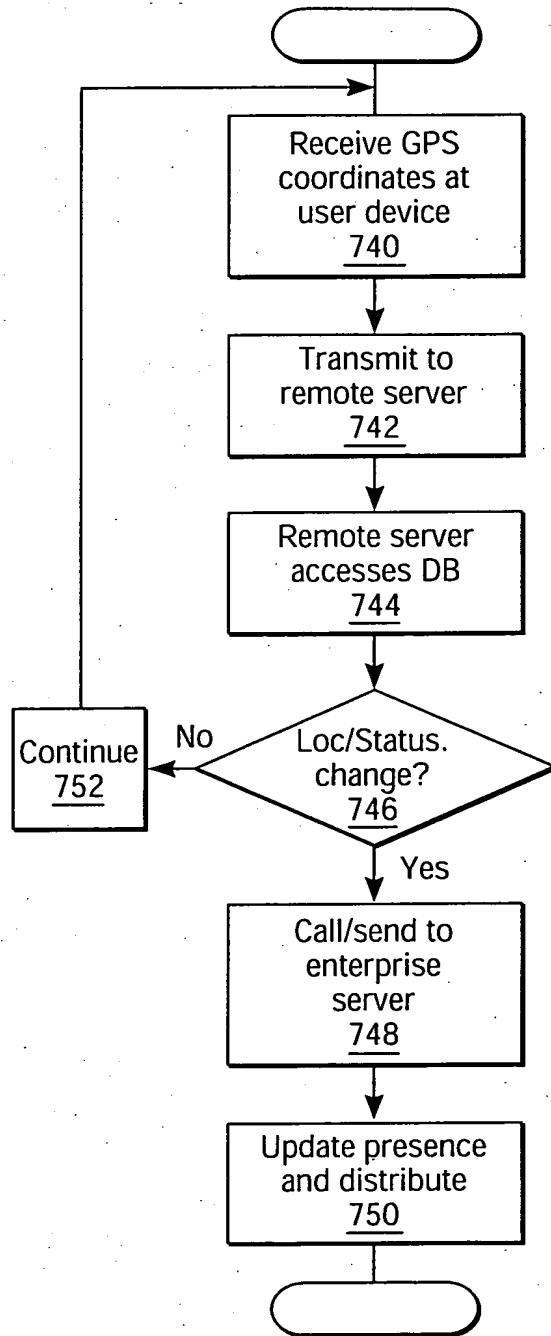 Receive GPS
coordinates at
user device
740
Transmit to
remote server
742
Remote server
accesses DB
744
Loc/Status.
change?
746
No
Continue
752
Yes
Call/send to
enterprise
server
748
Update presence
and distribute
750